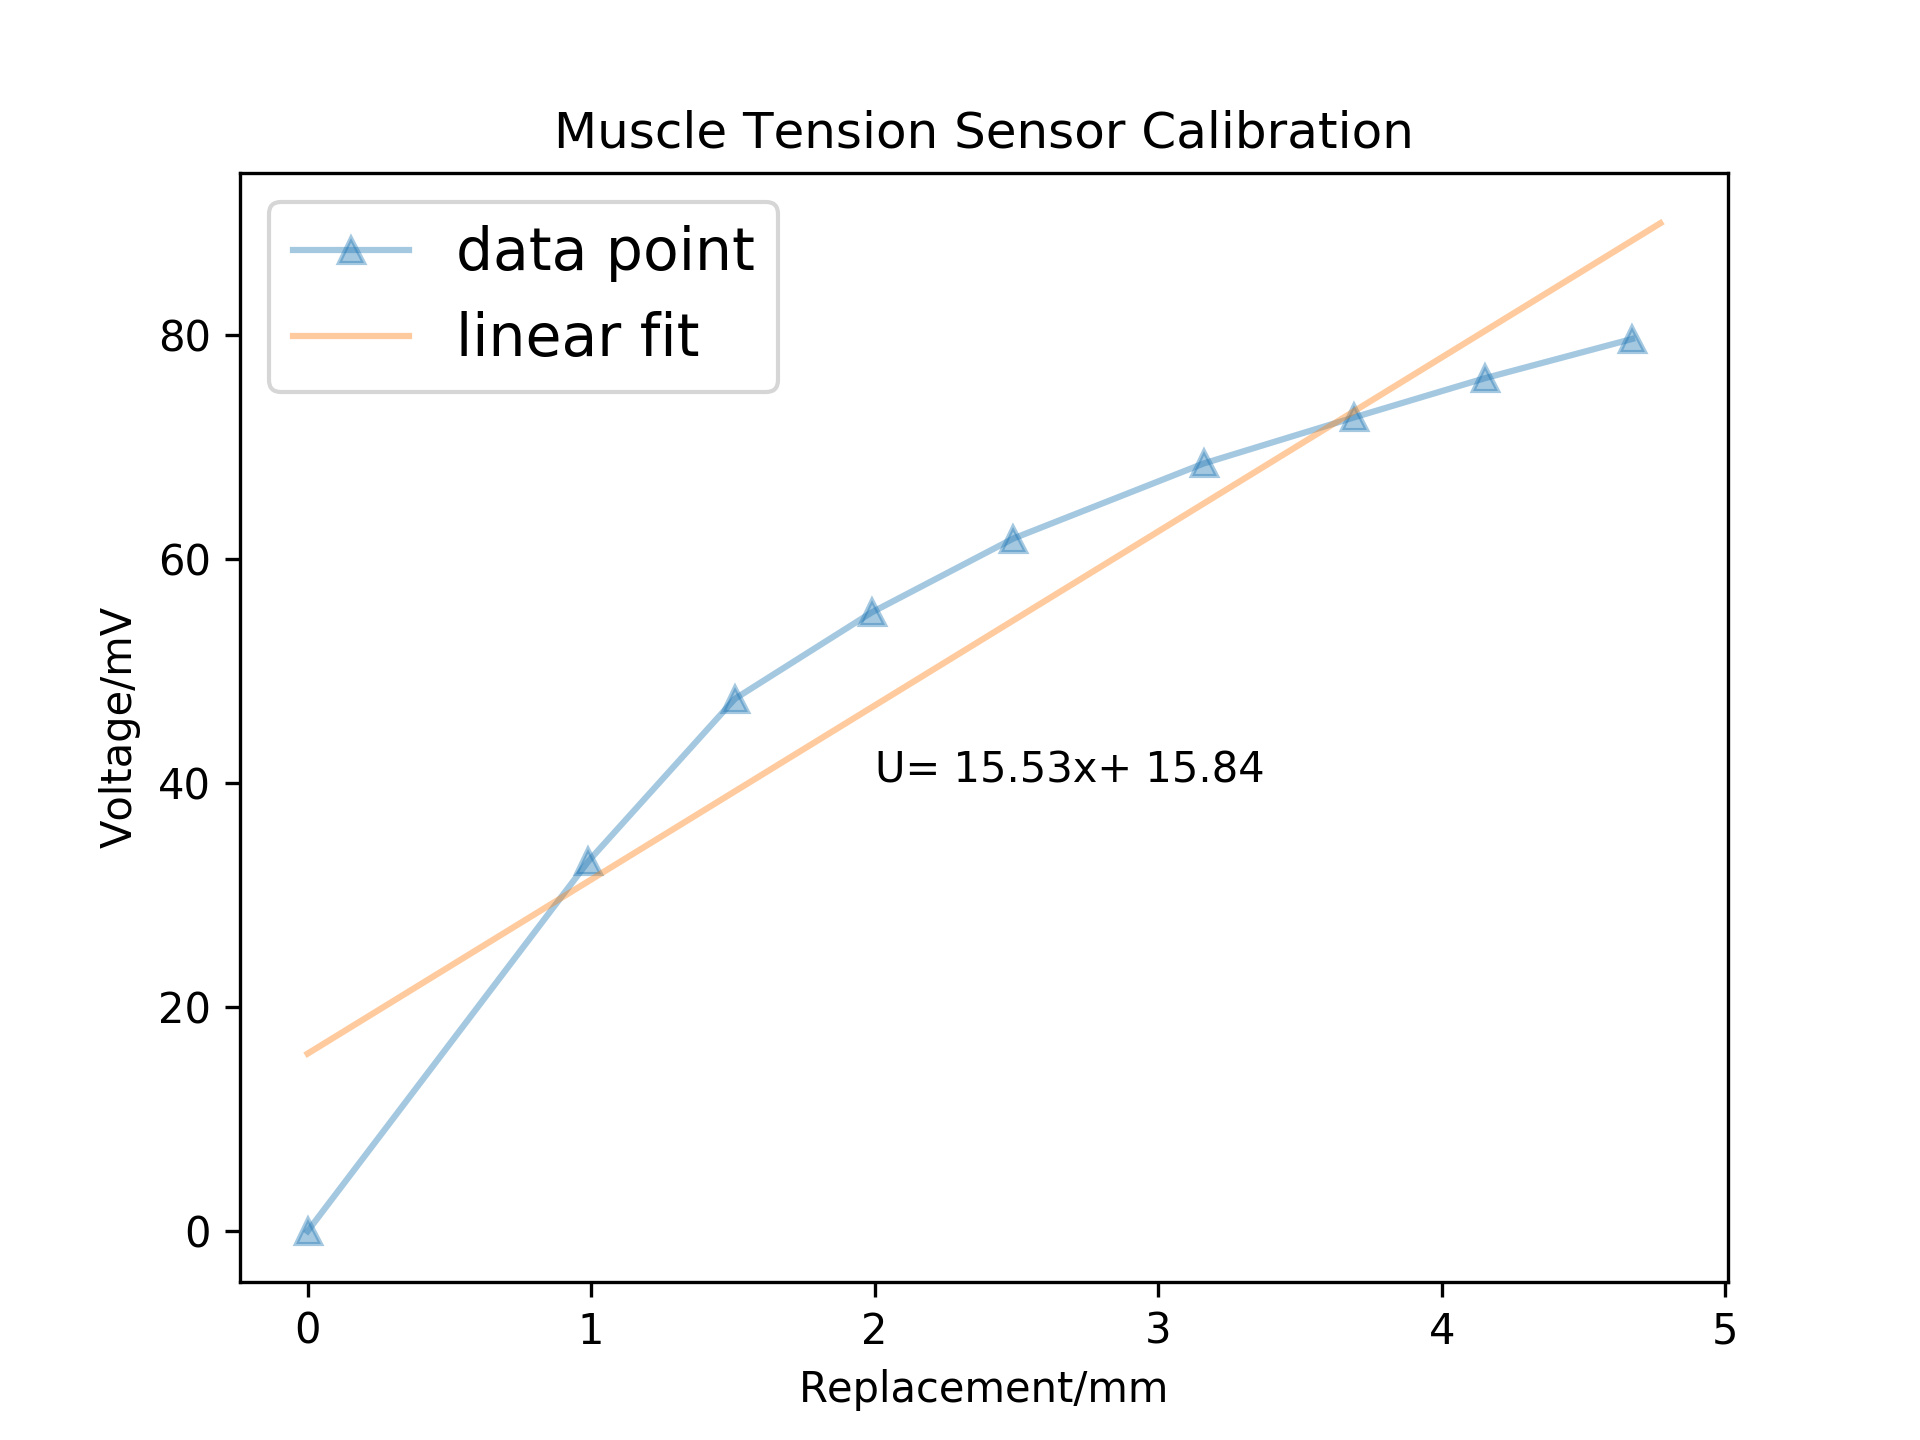 Muscle Tension Sensor Calibration
data point
linear fit
80
60
40
20
0
Voltage/mV
U= 15.53x+ 15.84
0 1 2 3 4 5
Replacement/mm